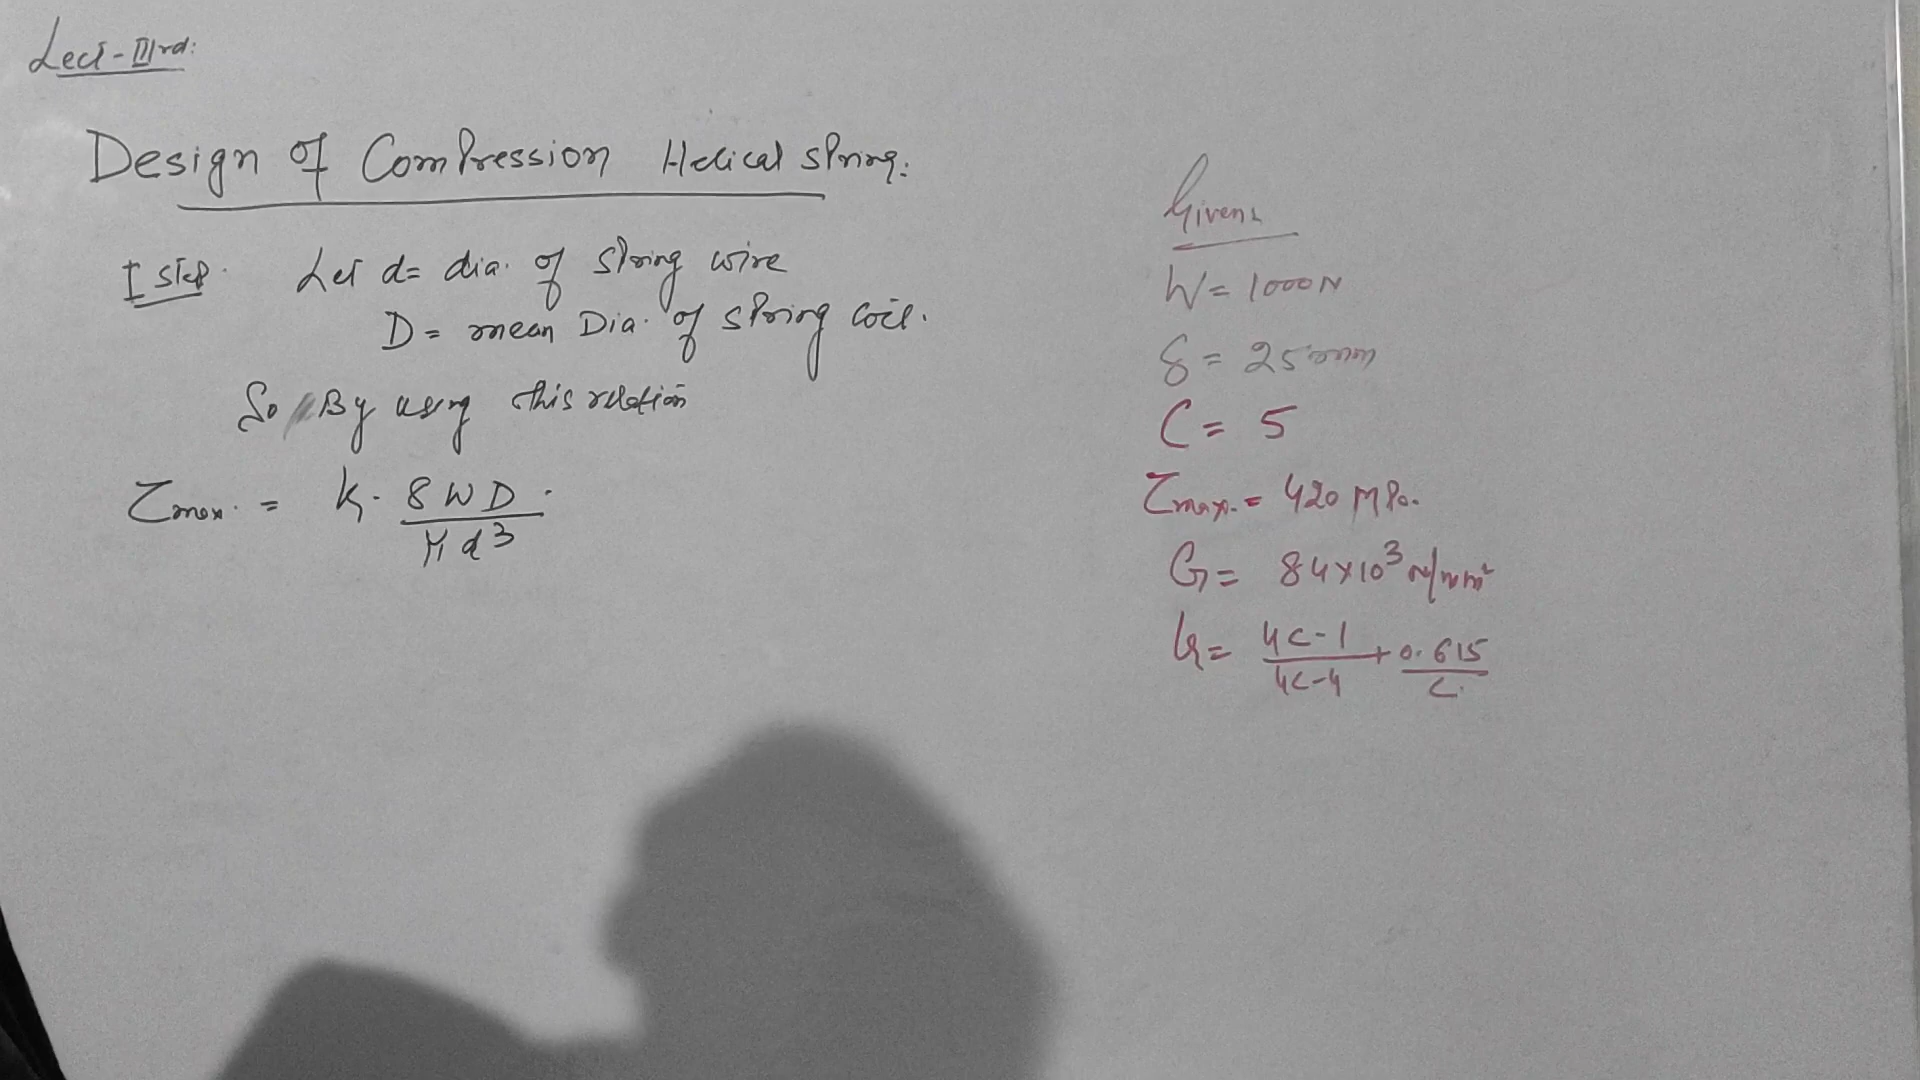 Lect-IIIrd:
Design of Compression Helical spring:
I step. Let d= dia. of spring wire
D= mean Dia. of spring coil.
So By using this relation
τmax. = K. 8WD / πd³
Given:
W= 1000N
δ= 25mm
C= 5
τmax.= 420 MPa.
G= 84×10³ N/mm²
K= 4C-1 / 4C-4 + 0.615 / C.